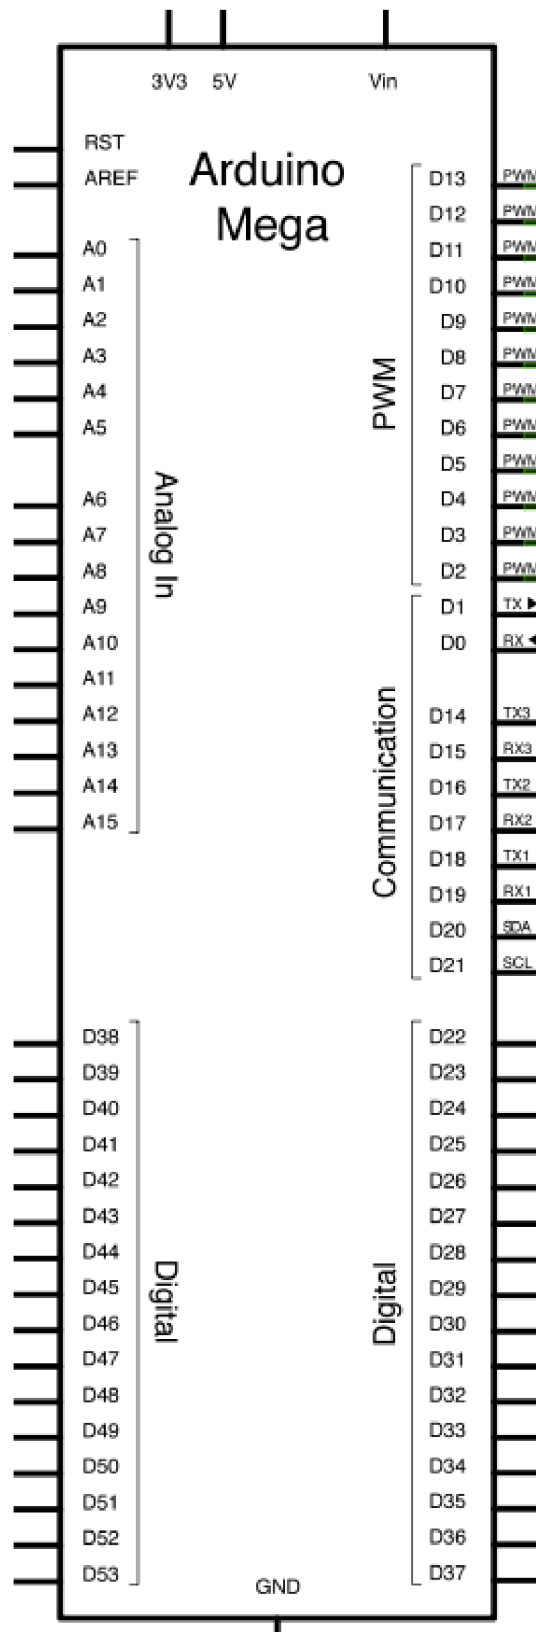 3V3 5V Vin
Arduino
Mega
RST
AREF
A0
A1
A2
A3
A4
A5
A6
A7
A8
A9
A10
A11
A12
A13
A14
A15
Analog In
D38
D39
D40
D41
D42
D43
D44
D45
D46
D47
D48
D49
D50
D51
D52
D53
Digital
PWM
D13 PWM
D12 PWM
D11 PWM
D10 PWM
D9 PWM
D8 PWM
D7 PWM
D6 PWM
D5 PWM
D4 PWM
D3 PWM
D2 PWM
Communication
D1 TX
D0 RX
D14 TX3
D15 RX3
D16 TX2
D17 RX2
D18 TX1
D19 RX1
D20 SDA
D21 SCL
Digital
D22
D23
D24
D25
D26
D27
D28
D29
D30
D31
D32
D33
D34
D35
D36
D37
GND